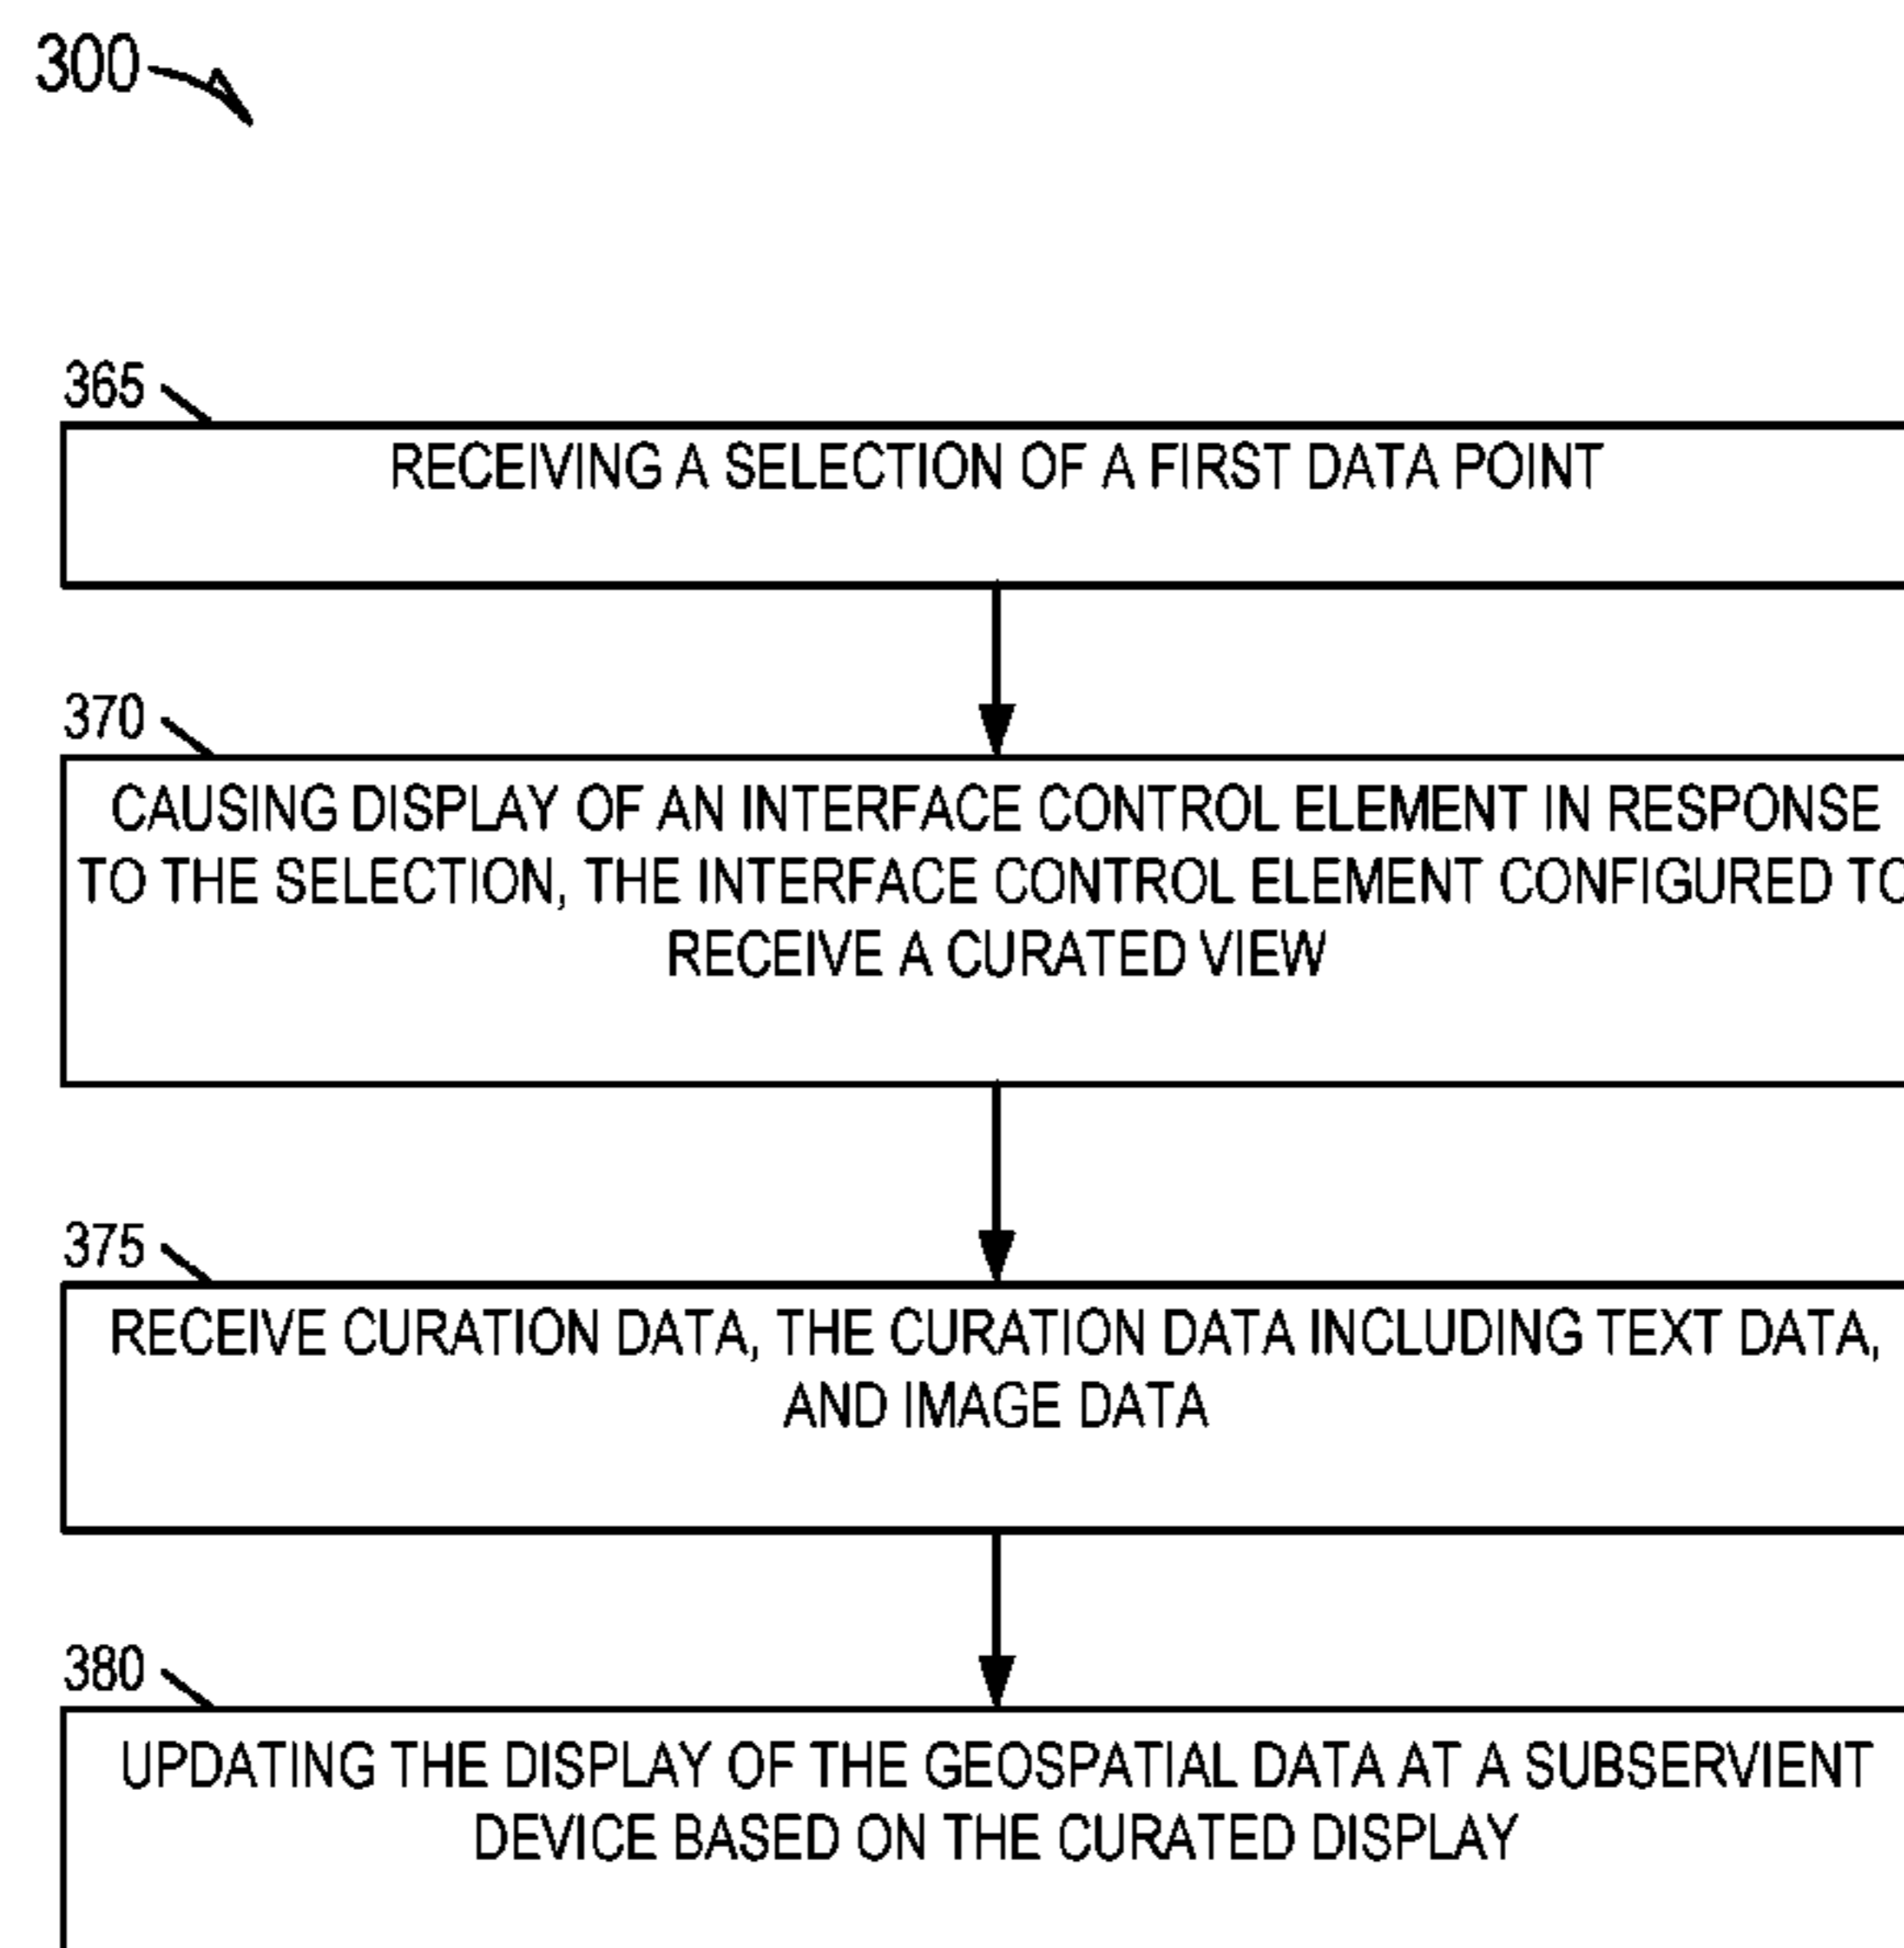 300
365
RECEIVING A SELECTION OF A FIRST DATA POINT
370
CAUSING DISPLAY OF AN INTERFACE CONTROL ELEMENT IN RESPONSE
TO THE SELECTION, THE INTERFACE CONTROL ELEMENT CONFIGURED TO
RECEIVE A CURATED VIEW
375
RECEIVE CURATION DATA, THE CURATION DATA INCLUDING TEXT DATA,
AND IMAGE DATA
380
UPDATING THE DISPLAY OF THE GEOSPATIAL DATA AT A SUBSERVIENT
DEVICE BASED ON THE CURATED DISPLAY